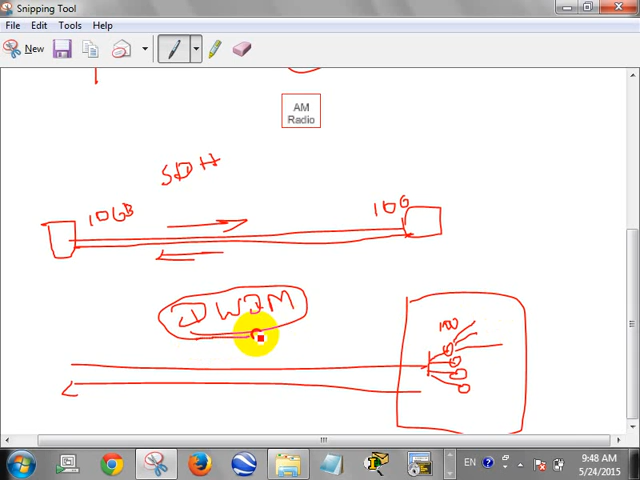 Snipping Tool
File Edit Tools Help
New
AM
Radio
SDH
10GB
10G
DWDM
100
EN
9:48 AM
5/24/2015